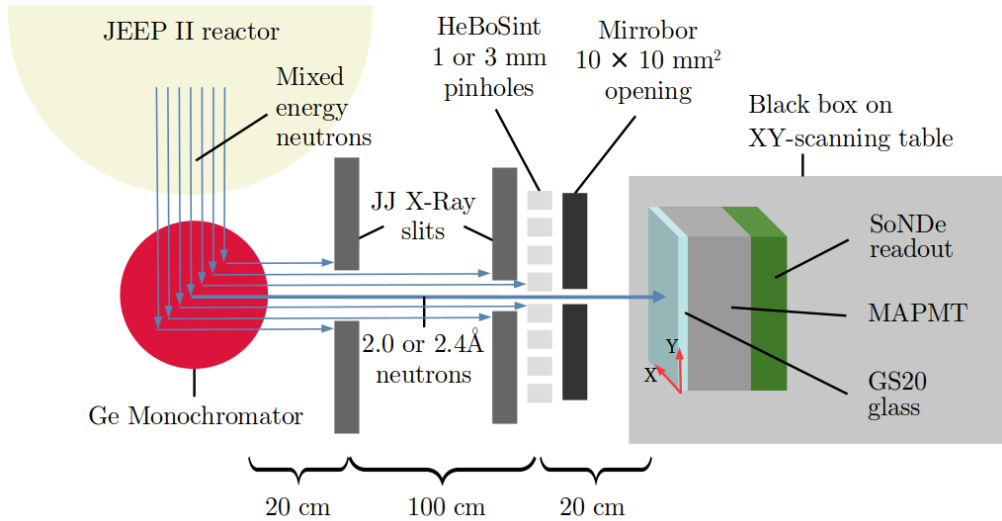 JEEP II reactor
Mixed
energy
neutrons
HeBoSint
1 or 3 mm
pinholes
Mirrobor
10 × 10 mm²
opening
Black box on
XY-scanning table
JJ X-Ray
slits
SoNDe
readout
MAPMT
GS20
glass
Y
X
2.0 or 2.4Å
neutrons
Ge Monochromator
20 cm
100 cm
20 cm